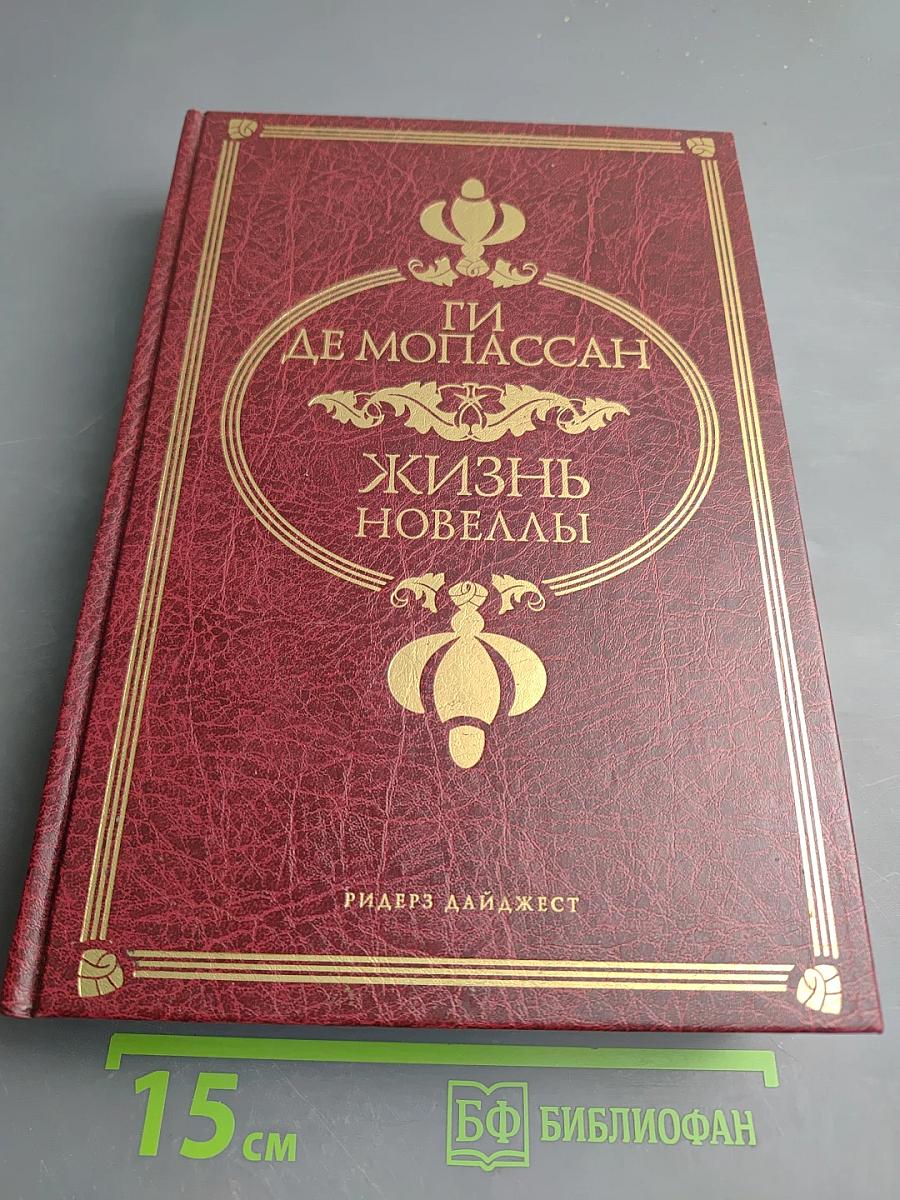 ГИ
ДЕ МОПАССАН
ЖИЗНЬ
НОВЕЛЛЫ
РИДЕРЗ ДАЙДЖЕСТ
15 см
БФ БИБЛИОФАН